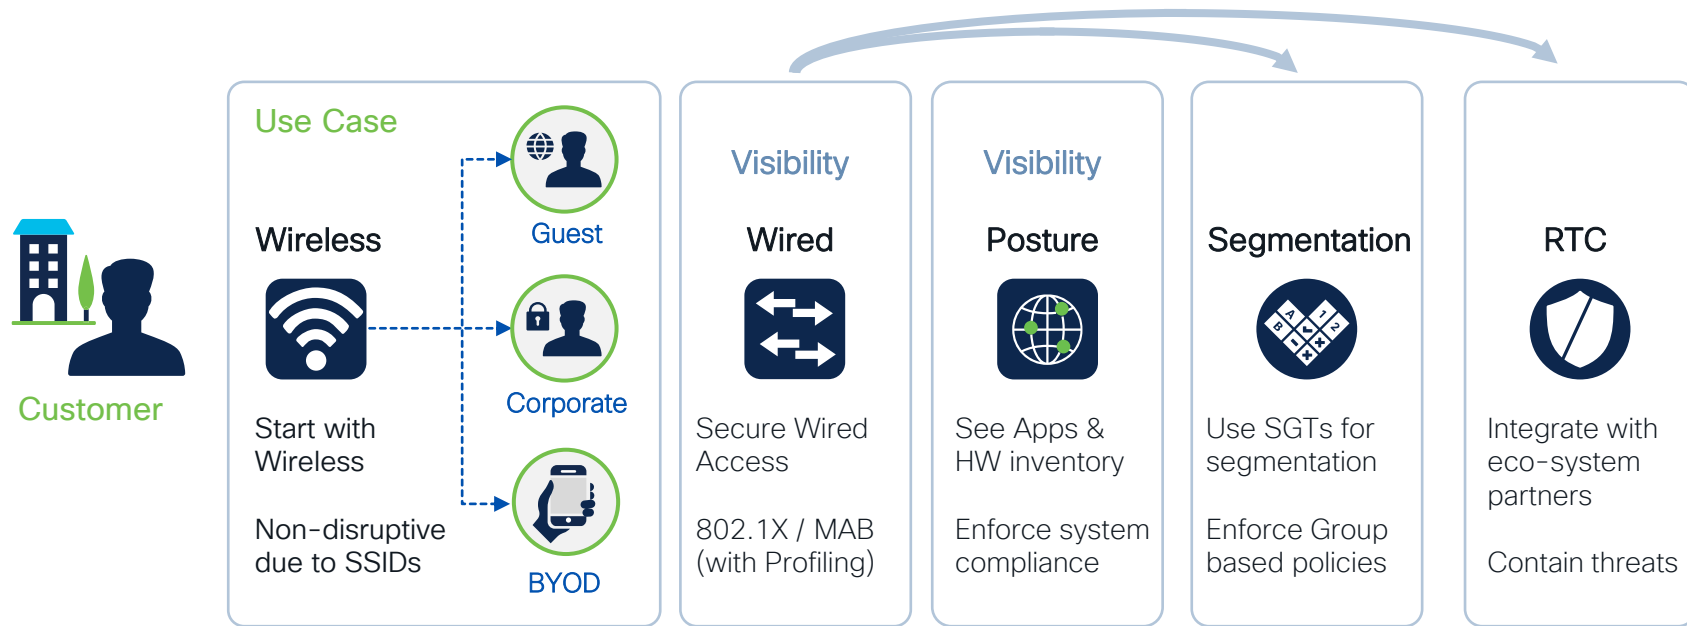 Customer
Use Case
Wireless
Start with
Wireless
Non-disruptive
due to SSIDs
Guest
Corporate
BYOD
Visibility
Wired
Secure Wired
Access
802.1X / MAB
(with Profiling)
Visibility
Posture
See Apps &
HW inventory
Enforce system
compliance
Segmentation
A
B
1
2
Use SGTs for
segmentation
Enforce Group
based policies
RTC
Integrate with
eco-system
partners
Contain threats